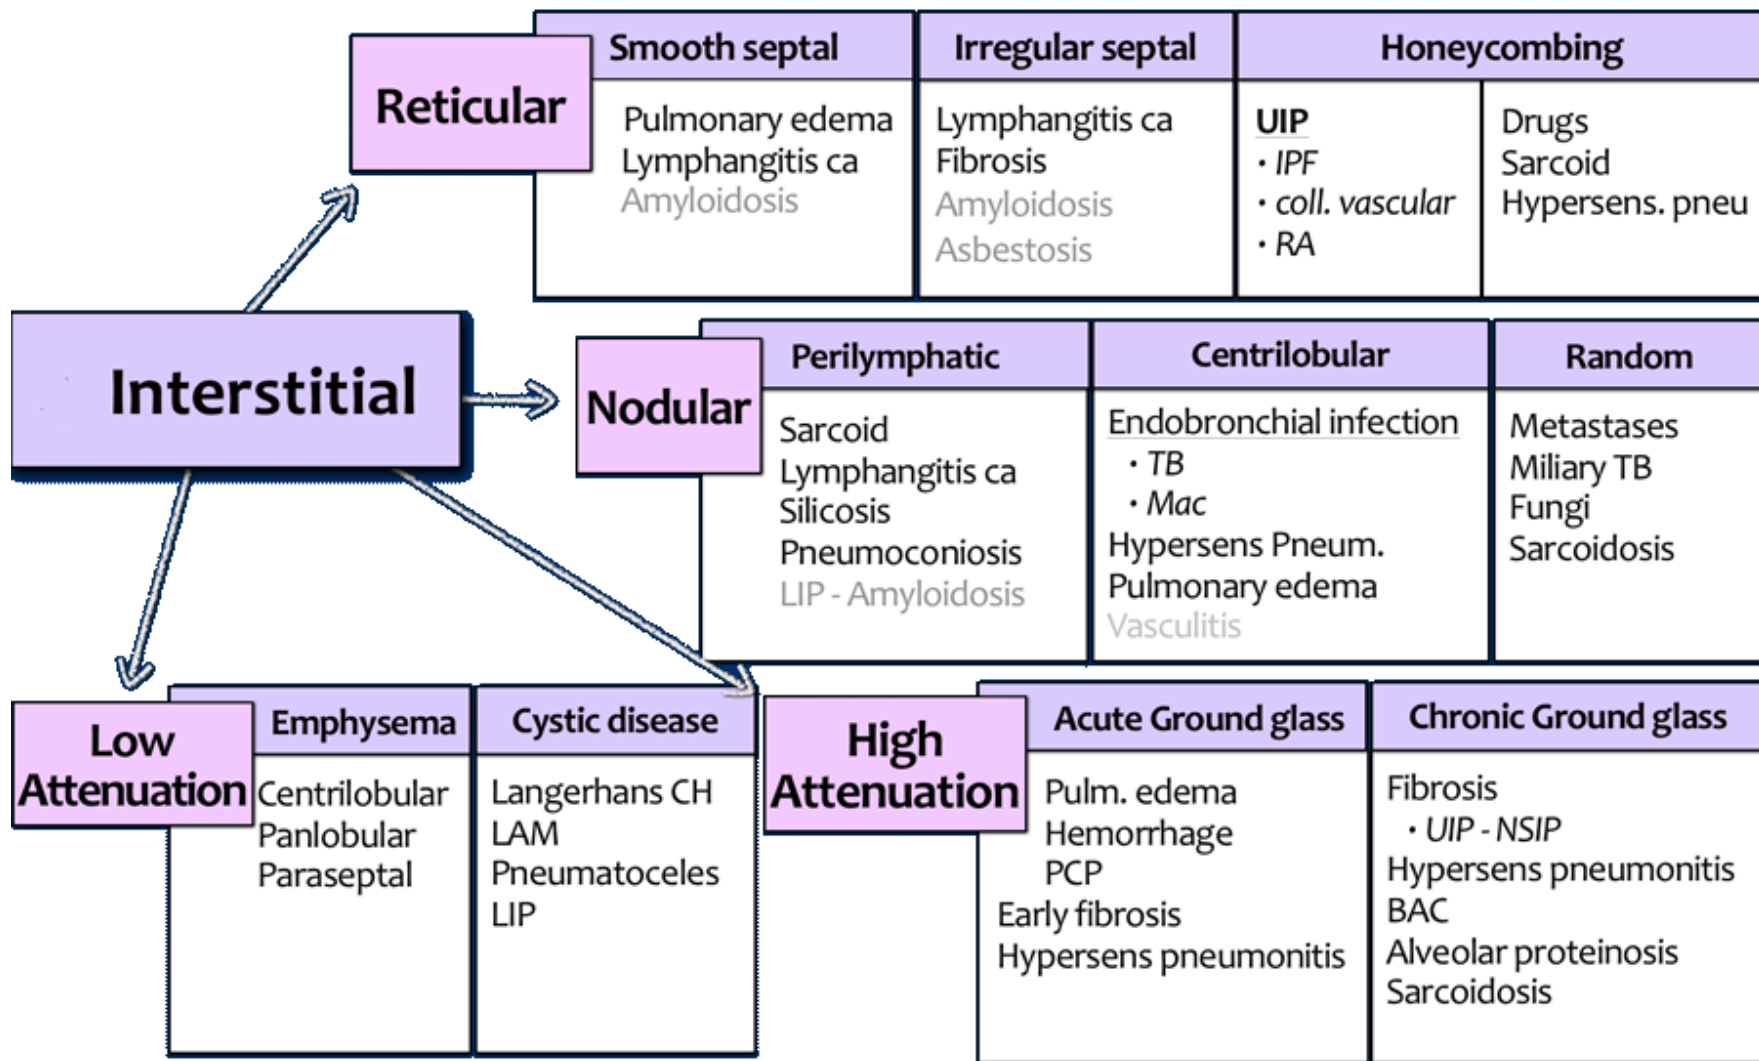 Reticular
Smooth septal
Pulmonary edema
Lymphangitis ca
Amyloidosis
Irregular septal
Lymphangitis ca
Fibrosis
Amyloidosis
Asbestosis
Honeycombing
UIP
· IPF
· coll. vascular
· RA
Drugs
Sarcoid
Hypersens. pneu
Interstitial
Nodular
Perilymphatic
Sarcoid
Lymphangitis ca
Silicosis
Pneumoconiosis
LIP - Amyloidosis
Centrilobular
Endobronchial infection
· TB
· Mac
Hypersens Pneum.
Pulmonary edema
Vasculitis
Random
Metastases
Miliary TB
Fungi
Sarcoidosis
Low
Attenuation
Emphysema
Centrilobular
Panlobular
Paraseptal
Cystic disease
Langerhans CH
LAM
Pneumatoceles
LIP
High
Attenuation
Acute Ground glass
Pulm. edema
Hemorrhage
PCP
Early fibrosis
Hypersens pneumonitis
Chronic Ground glass
Fibrosis
· UIP - NSIP
Hypersens pneumonitis
BAC
Alveolar proteinosis
Sarcoidosis